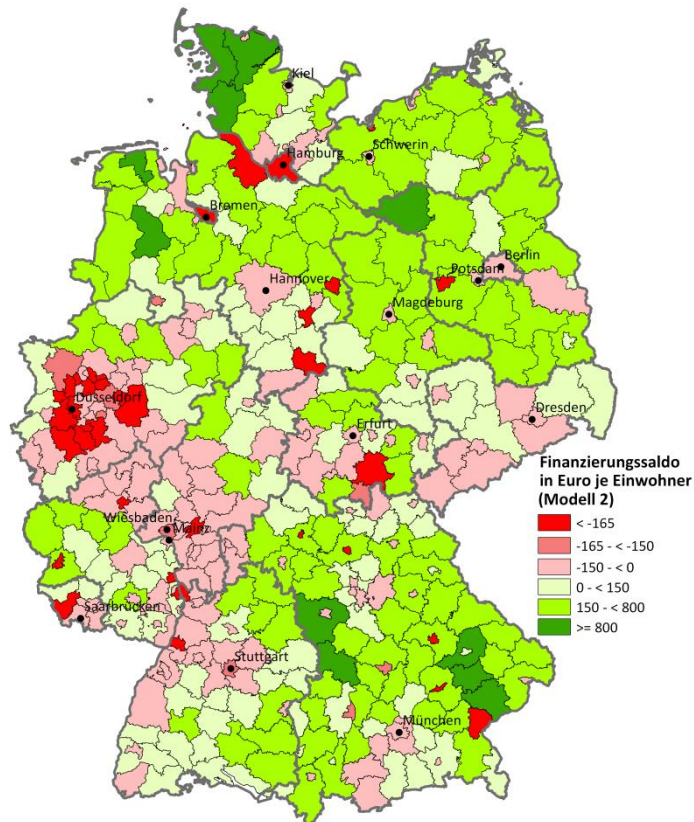 Kiel
Schwerin
Hamburg
Bremen
Berlin
Potsdam
Hannover
Magdeburg
Düsseldorf
Dresden
Erfurt
Wiesbaden
Mainz
Saarbrücken
Stuttgart
München
Finanzierungssaldo
in Euro je Einwohner
(Modell 2)
< -165
-165 - < -150
-150 - < 0
0 - < 150
150 - < 800
>= 800